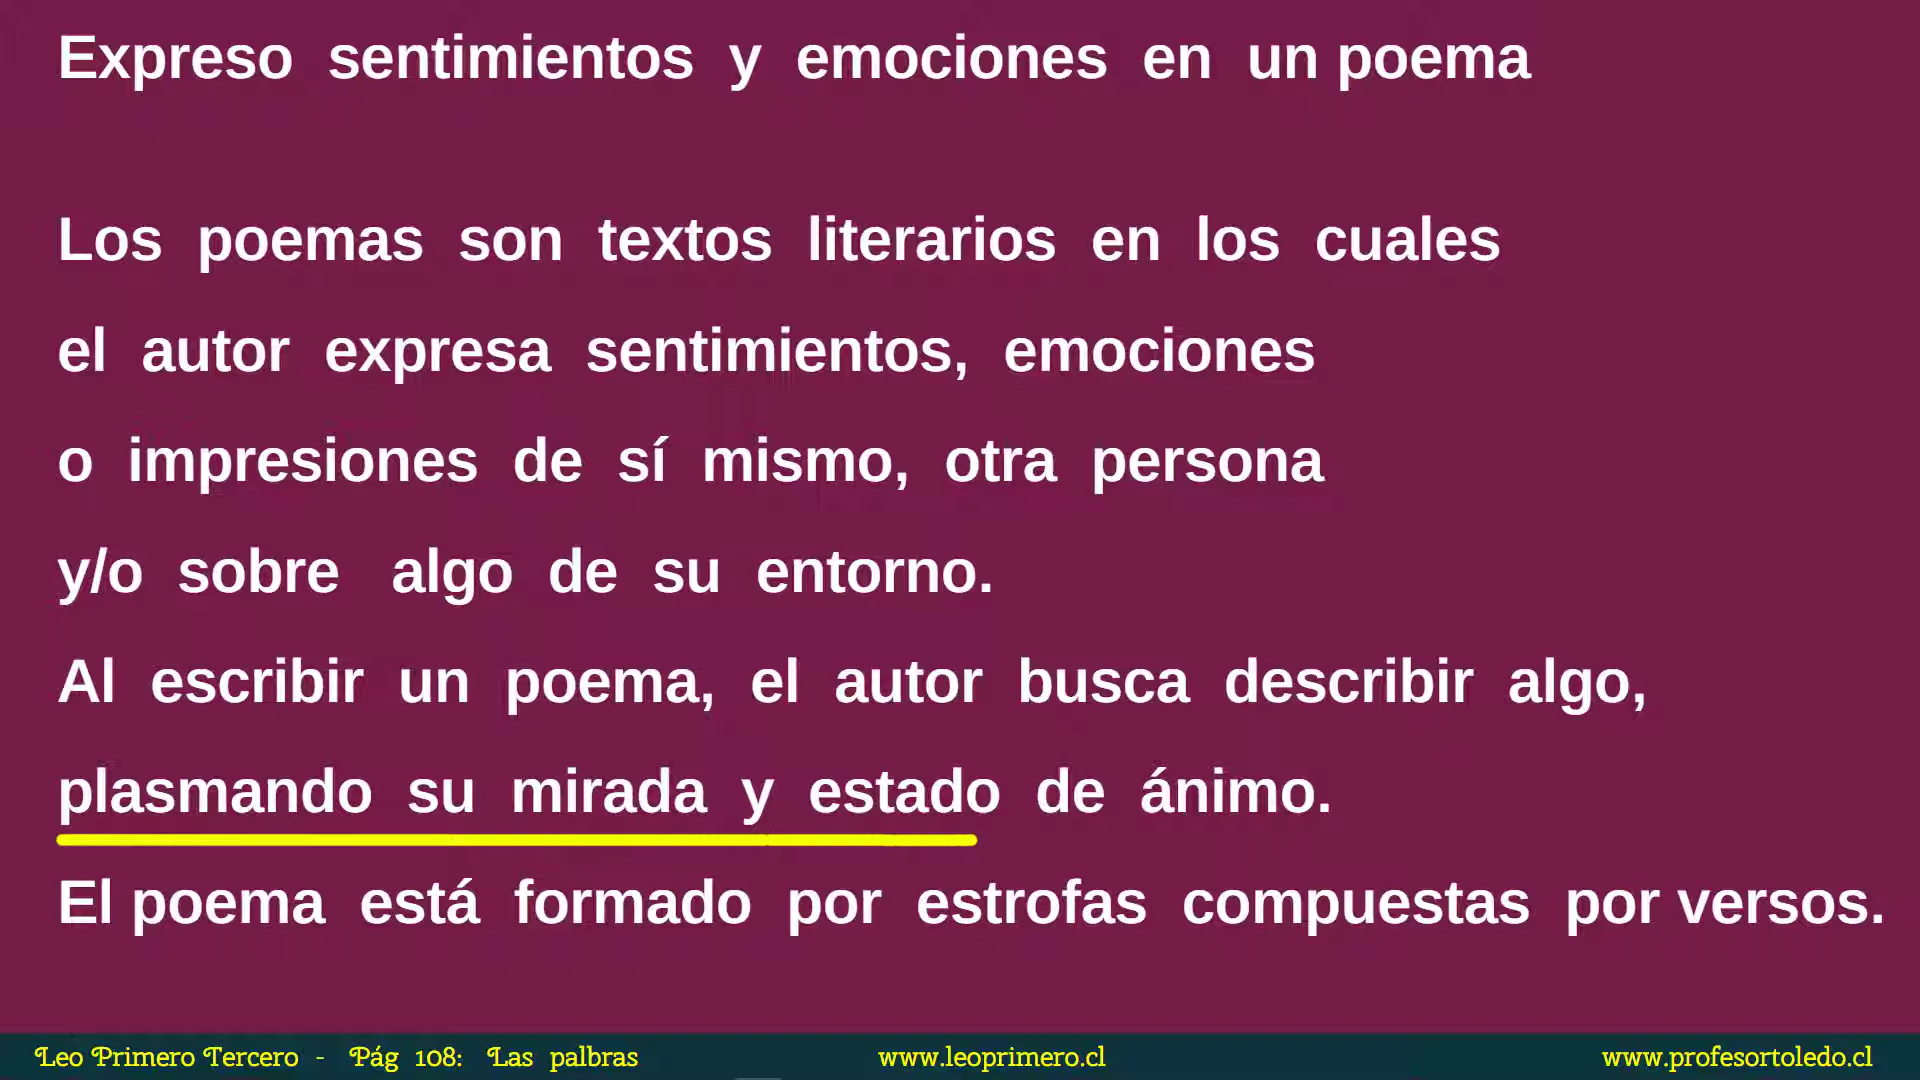 Expreso sentimientos y emociones en un poema
Los poemas son textos literarios en los cuales
el autor expresa sentimientos, emociones
o impresiones de sí mismo, otra persona
y/o sobre algo de su entorno.
Al escribir un poema, el autor busca describir algo,
plasmando su mirada y estado de ánimo.
El poema está formado por estrofas compuestas por versos.
Leo Primero Tercero - Pág 108: Las palbras
www.leoprimero.cl
www.profesortoledo.cl